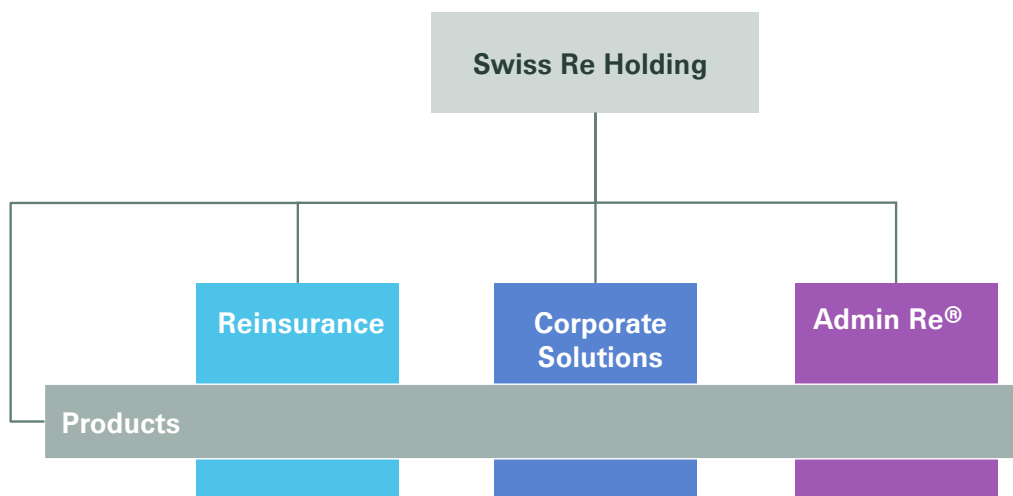 Swiss Re Holding
Reinsurance
Corporate
Solutions
Admin Re®
Products